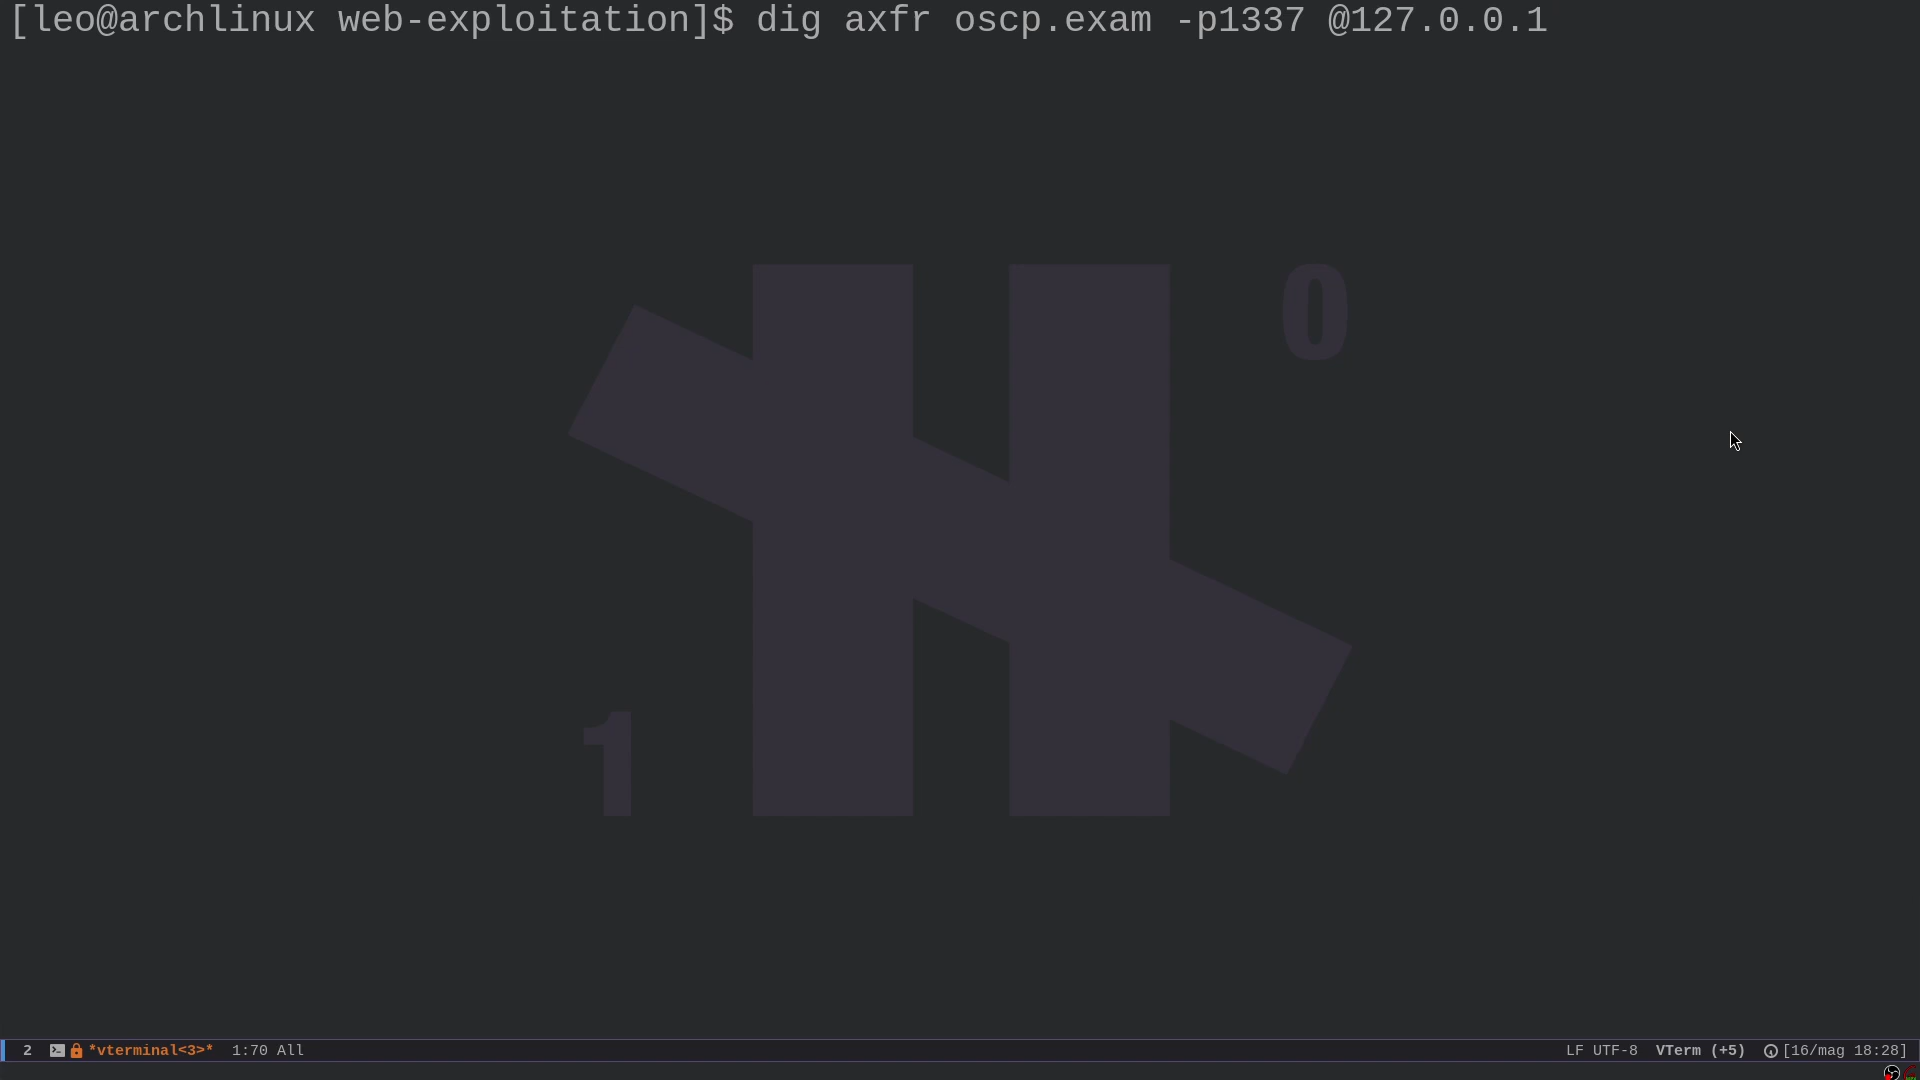 [leo@archlinux web-exploitation]$ dig axfr oscp.exam -p1337 @127.0.0.1
0
1
2 *vterminal<3>* 1:70 All LF UTF-8 VTerm (+5) [16/mag 18:28]